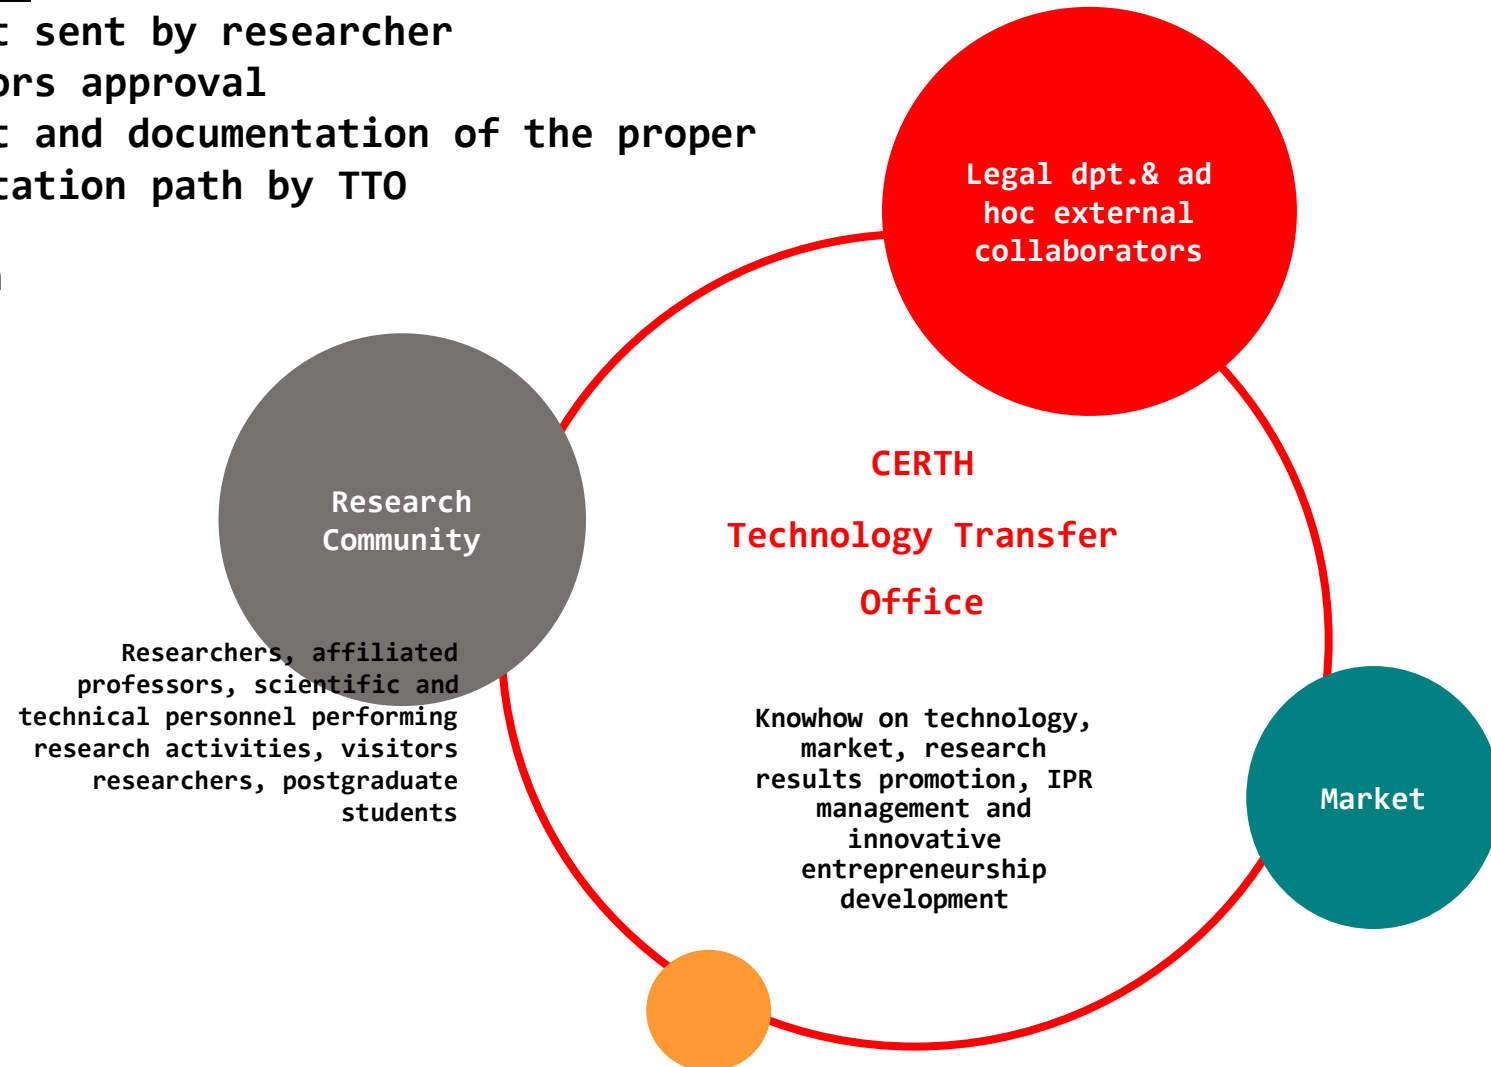 t sent by researcher
ors approval
t and documentation of the proper
tation path by TTO
Legal dpt.& ad
hoc external
collaborators
CERTH
Technology Transfer
Office
Research
Community
Researchers, affiliated
professors, scientific and
technical personnel performing
research activities, visitors
researchers, postgraduate
students
Knowhow on technology,
market, research
results promotion, IPR
management and
innovative
entrepreneurship
development
Market